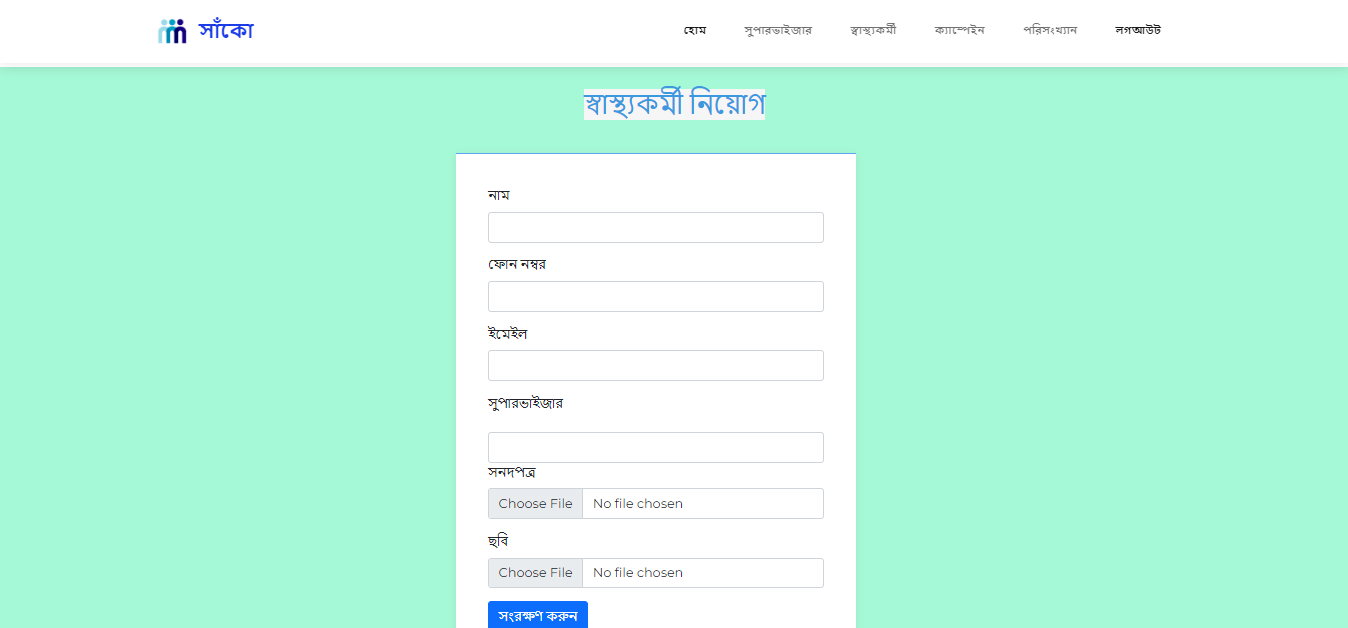 সাঁকো
হোম সুপারভাইজার স্বাস্থ্যকর্মী ক্যাম্পেইন পরিসংখ্যান লগআউট
স্বাস্থ্যকর্মী নিয়োগ
নাম
ফোন নম্বর
ইমেইল
সুপারভাইজার
সনদপত্র
Choose File No file chosen
ছবি
Choose File No file chosen
সংরক্ষণ করুন